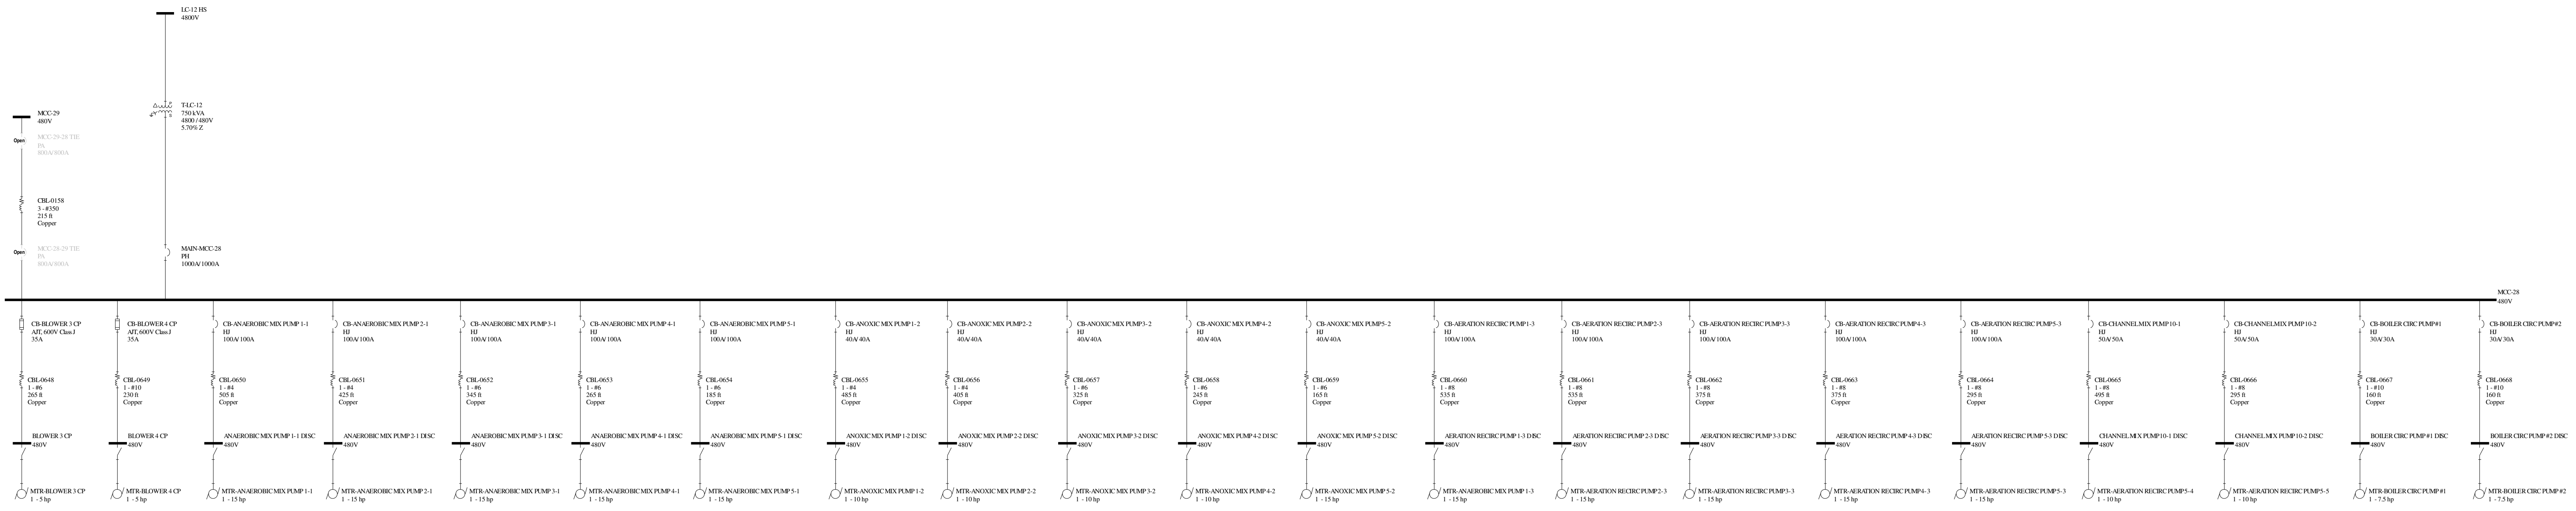 LC-12 HS
4800V
T-LC-12
750 kVA
4800 / 480V
5.70% Z
MCC-29
480V
Open
MCC-29-28 TIE
PA
800A/800A
CBL-0158
3 - #350
215 ft
Copper
Open
MCC-28-29 TIE
PA
800A/800A
MAIN-MCC-28
PH
1000A/1000A
MCC-28
480V
CB-BLOWER 3 CP
AJT, 600V Class J
35A
CBL-0648
1 - #6
265 ft
Copper
BLOWER 3 CP
480V
MTR-BLOWER 3 CP
1 - 5 hp
CB-BLOWER 4 CP
AJT, 600V Class J
35A
CBL-0649
1 - #10
230 ft
Copper
BLOWER 4 CP
480V
MTR-BLOWER 4 CP
1 - 5 hp
CB-ANAEROBIC MIX PUMP 1-1
HJ
100A/100A
CBL-0650
1 - #4
505 ft
Copper
ANAEROBIC MIX PUMP 1-1 DISC
480V
MTR-ANAEROBIC MIX PUMP 1-1
1 - 15 hp
CB-ANAEROBIC MIX PUMP 2-1
HJ
100A/100A
CBL-0651
1 - #4
425 ft
Copper
ANAEROBIC MIX PUMP 2-1 DISC
480V
MTR-ANAEROBIC MIX PUMP 2-1
1 - 15 hp
CB-ANAEROBIC MIX PUMP 3-1
HJ
100A/100A
CBL-0652
1 - #6
345 ft
Copper
ANAEROBIC MIX PUMP 3-1 DISC
480V
MTR-ANAEROBIC MIX PUMP 3-1
1 - 15 hp
CB-ANAEROBIC MIX PUMP 4-1
HJ
100A/100A
CBL-0653
1 - #6
265 ft
Copper
ANAEROBIC MIX PUMP 4-1 DISC
480V
MTR-ANAEROBIC MIX PUMP 4-1
1 - 15 hp
CB-ANAEROBIC MIX PUMP 5-1
HJ
100A/100A
CBL-0654
1 - #6
185 ft
Copper
ANAEROBIC MIX PUMP 5-1 DISC
480V
MTR-ANAEROBIC MIX PUMP 5-1
1 - 15 hp
CB-ANOXIC MIX PUMP 1-2
HJ
40A/40A
CBL-0655
1 - #4
485 ft
Copper
ANOXIC MIX PUMP 1-2 DISC
480V
MTR-ANOXIC MIX PUMP 1-2
1 - 10 hp
CB-ANOXIC MIX PUMP2-2
HJ
40A/40A
CBL-0656
1 - #4
405 ft
Copper
ANOXIC MIX PUMP 2-2 DISC
480V
MTR-ANOXIC MIX PUMP 2-2
1 - 10 hp
CB-ANOXIC MIX PUMP3-2
HJ
40A/40A
CBL-0657
1 - #6
325 ft
Copper
ANOXIC MIX PUMP 3-2 DISC
480V
MTR-ANOXIC MIX PUMP 3-2
1 - 10 hp
CB-ANOXIC MIX PUMP4-2
HJ
40A/40A
CBL-0658
1 - #6
245 ft
Copper
ANOXIC MIX PUMP 4-2 DISC
480V
MTR-ANOXIC MIX PUMP 4-2
1 - 10 hp
CB-ANOXIC MIX PUMP5-2
HJ
40A/40A
CBL-0659
1 - #6
165 ft
Copper
ANOXIC MIX PUMP 5-2 DISC
480V
MTR-ANOXIC MIX PUMP 5-2
1 - 15 hp
CB-AERATION RECIRC PUMP1-3
HJ
100A/100A
CBL-0660
1 - #8
535 ft
Copper
AERATION RECIRC PUMP 1-3 DISC
480V
MTR-ANAEROBIC MIX PUMP 1-3
1 - 15 hp
CB-AERATION RECIRC PUMP2-3
HJ
100A/100A
CBL-0661
1 - #8
535 ft
Copper
AERATION RECIRC PUMP 2-3 DISC
480V
MTR-AERATION RECIRC PUMP2-3
1 - 15 hp
CB-AERATION RECIRC PUMP3-3
HJ
100A/100A
CBL-0662
1 - #8
375 ft
Copper
AERATION RECIRC PUMP 3-3 DISC
480V
MTR-AERATION RECIRC PUMP3-3
1 - 15 hp
CB-AERATION RECIRC PUMP4-3
HJ
100A/100A
CBL-0663
1 - #8
375 ft
Copper
AERATION RECIRC PUMP 4-3 DISC
480V
MTR-AERATION RECIRC PUMP4-3
1 - 15 hp
CB-AERATION RECIRC PUMP5-3
HJ
100A/100A
CBL-0664
1 - #8
295 ft
Copper
AERATION RECIRC PUMP 5-3 DISC
480V
MTR-AERATION RECIRC PUMP5-3
1 - 15 hp
CB-CHANNEL MIX PUMP 10-1
HJ
50A/50A
CBL-0665
1 - #8
495 ft
Copper
CHANNEL MIX PUMP10-1 DISC
480V
MTR-AERATION RECIRC PUMP5-4
1 - 10 hp
CB-CHANNEL MIX PUMP 10-2
HJ
50A/50A
CBL-0666
1 - #8
295 ft
Copper
CHANNEL MIX PUMP 10-2 DISC
480V
MTR-AERATION RECIRC PUMP5-5
1 - 10 hp
CB-BOILER CIRC PUMP#1
HJ
30A/30A
CBL-0667
1 - #10
160 ft
Copper
BOILER CIRC PUMP #1 DISC
480V
MTR-BOILER CIRC PUMP #1
1 - 7.5 hp
CB-BOILER CIRC PUMP#2
HJ
30A/30A
CBL-0668
1 - #10
160 ft
Copper
BOILER CIRC PUMP #2 DISC
480V
MTR-BOILER CIRC PUMP #2
1 - 7.5 hp